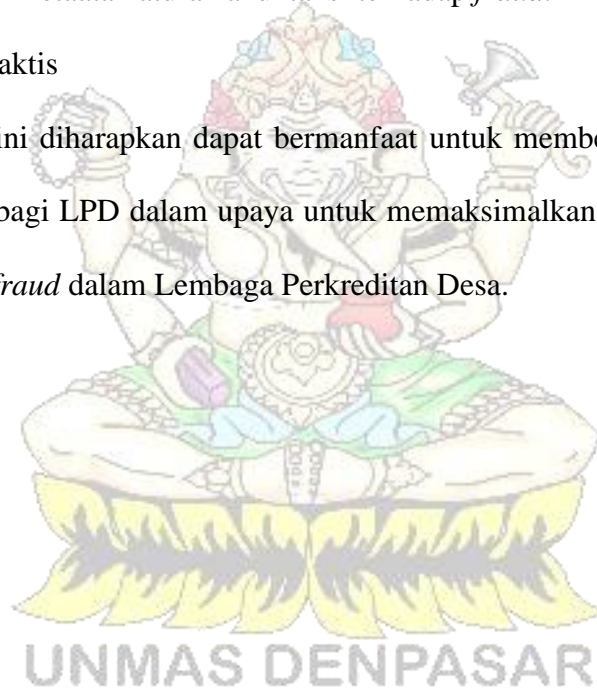 aktis
ini diharapkan dapat bermanfaat untuk membe
bagi LPD dalam upaya untuk memaksimalkan
fraud dalam Lembaga Perkreditan Desa.
UNMAS DENPASAR